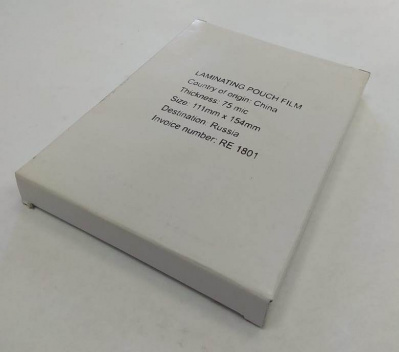 LAMINATING POUCH FILM
Country of origin: China
Thickness: 75 mic
Size: 111mm x 154mm
Destination: Russia
Invoice number: RE 1801